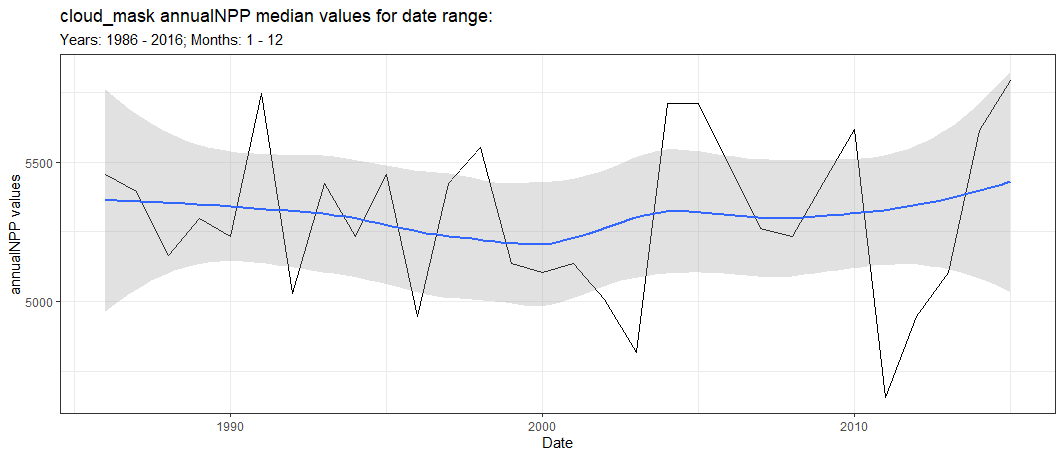 cloud_mask annualNPP median values for date range:
Years: 1986 - 2016; Months: 1 - 12
annualNPP values
5500
5000
1990
2000
2010
Date